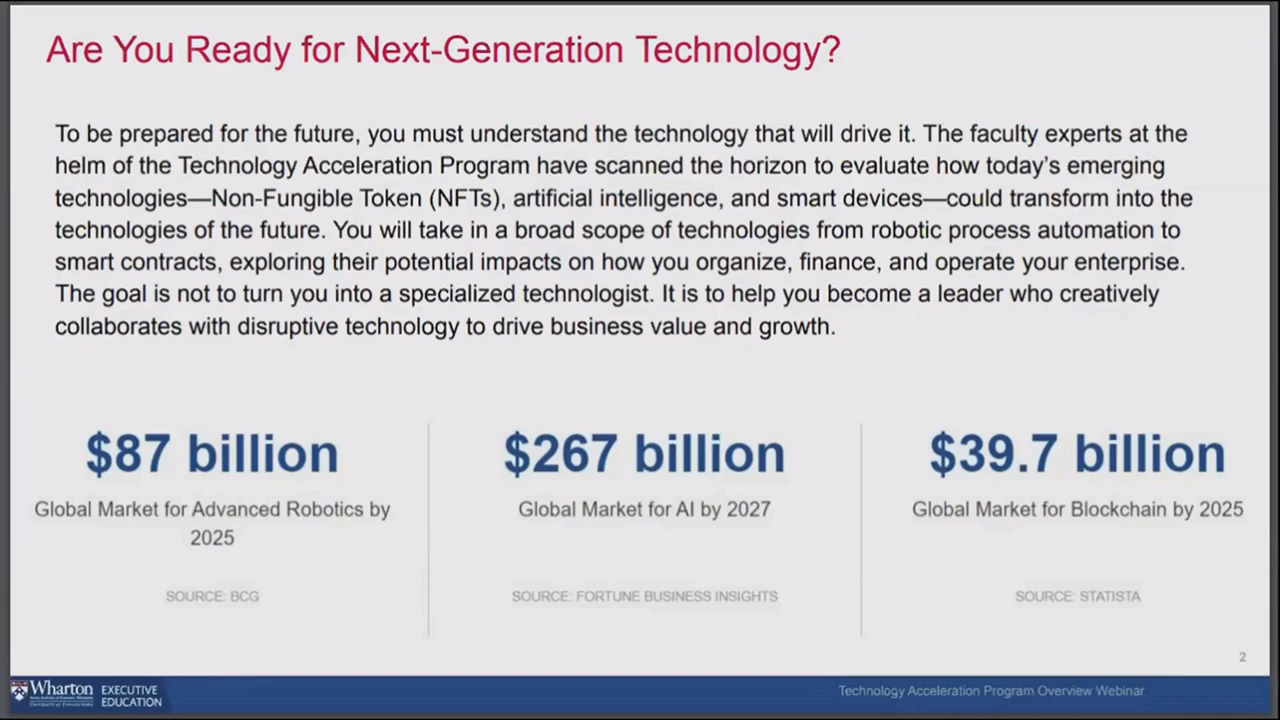 Are You Ready for Next-Generation Technology?
To be prepared for the future, you must understand the technology that will drive it. The faculty experts at the
helm of the Technology Acceleration Program have scanned the horizon to evaluate how today's emerging
technologies—Non-Fungible Token (NFTs), artificial intelligence, and smart devices—could transform into the
technologies of the future. You will take in a broad scope of technologies from robotic process automation to
smart contracts, exploring their potential impacts on how you organize, finance, and operate your enterprise.
The goal is not to turn you into a specialized technologist. It is to help you become a leader who creatively
collaborates with disruptive technology to drive business value and growth.
$87 billion
Global Market for Advanced Robotics by
2025
SOURCE: BCG
$267 billion
Global Market for AI by 2027
SOURCE: FORTUNE BUSINESS INSIGHTS
$39.7 billion
Global Market for Blockchain by 2025
SOURCE: STATISTA
2
Wharton
EXECUTIVE
EDUCATION
Technology Acceleration Program Overview Webinar